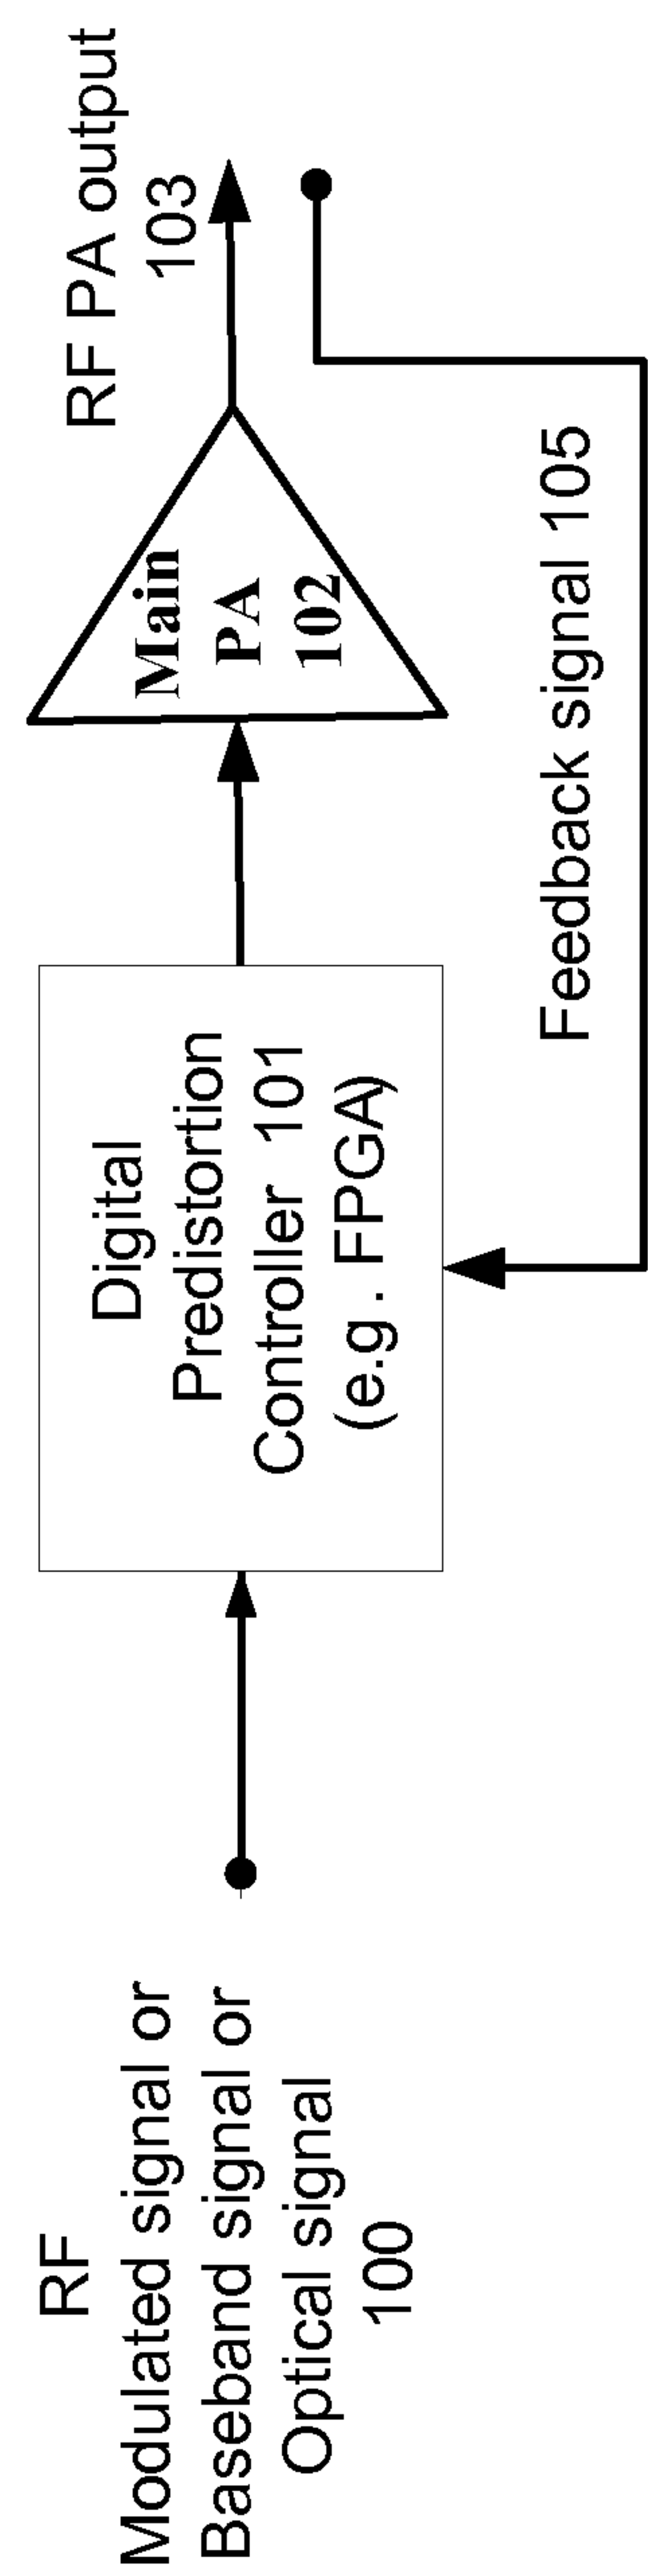 RF
Modulated signal or
Baseband signal or
Optical signal
100
Digital
Predistortion
Controller 101
(e.g. FPGA)
Main
PA
102
RF PA output
103
Feedback signal 105